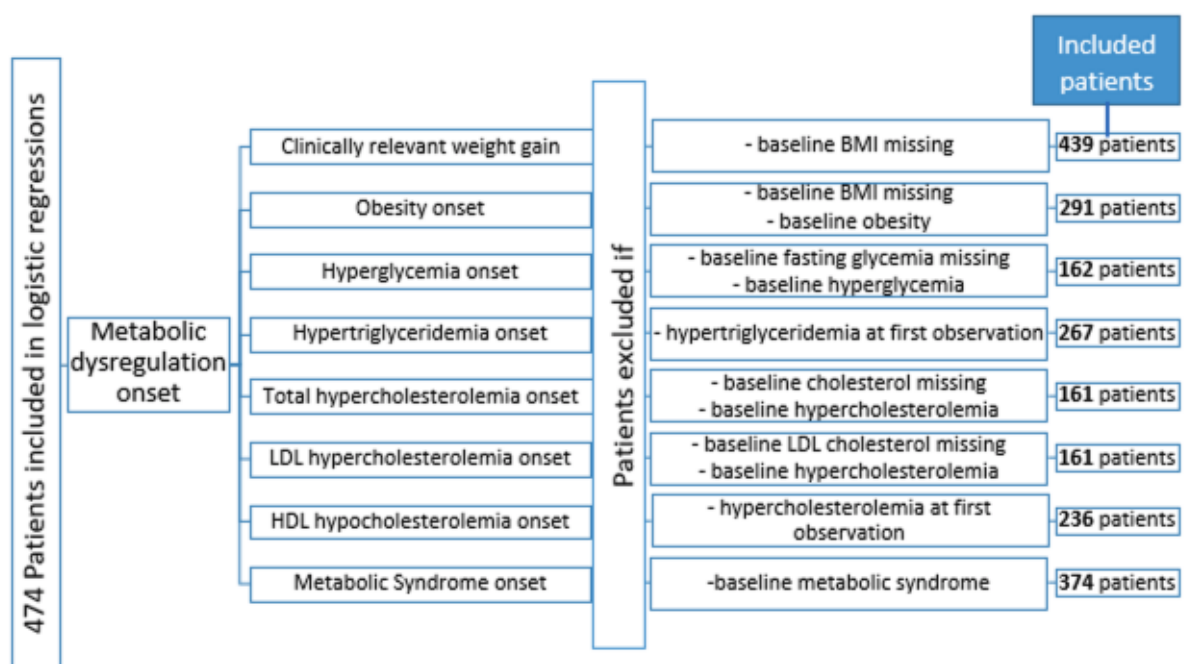 Included
patients
474 Patients included in logistic regressions
Metabolic
dysregulation
onset
Patients excluded if
Clinically relevant weight gain
- baseline BMI missing
439 patients
Obesity onset
- baseline BMI missing
- baseline obesity
291 patients
Hyperglycemia onset
- baseline fasting glycemia missing
- baseline hyperglycemia
162 patients
Hypertriglyceridemia onset
- hypertriglyceridemia at first observation
267 patients
Total hypercholesterolemia onset
- baseline cholesterol missing
- baseline hypercholesterolemia
161 patients
LDL hypercholesterolemia onset
- baseline LDL cholesterol missing
- baseline hypercholesterolemia
161 patients
HDL hypocholesterolemia onset
- hypercholesterolemia at first
observation
236 patients
Metabolic Syndrome onset
-baseline metabolic syndrome
374 patients